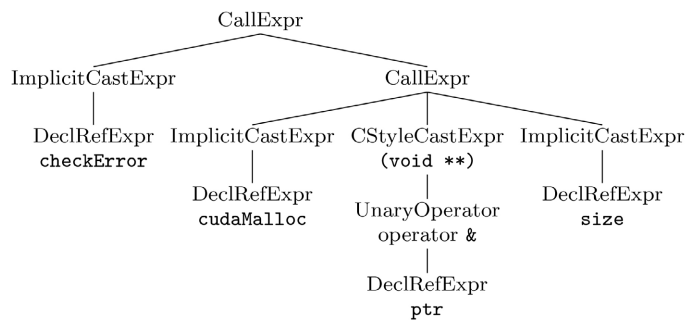 CallExpr
ImplicitCastExpr CallExpr
DeclRefExpr ImplicitCastExpr CStyleCastExpr ImplicitCastExpr
checkError (void **)
DeclRefExpr DeclRefExpr
cudaMalloc size
UnaryOperator
operator &
DeclRefExpr
ptr